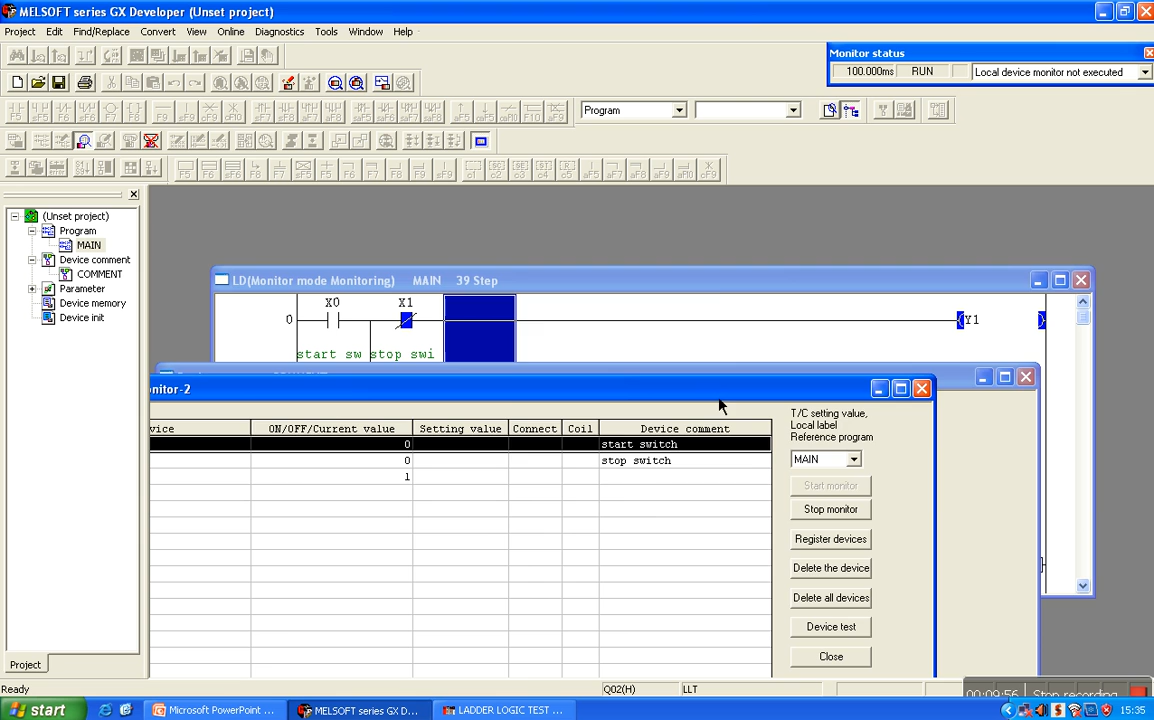 MELSOFT series GX Developer (Unset project)
Project Edit Find/Replace Convert View Online Diagnostics Tools Window Help
Monitor status
100.000ms RUN Local device monitor not executed
Program
(Unset project)
Program
MAIN
Device comment
COMMENT
Parameter
Device memory
Device init
Project
LD(Monitor mode Monitoring) MAIN 39 Step
X0 X1
0 Y1
start sw stop swi
nitor-2
T/C setting value,
Local label
Reference program
vice ON/OFF/Current value Setting value Connect Coil Device comment
0 start switch
0 stop switch
1
MAIN
Start monitor
Stop monitor
Register devices
Delete the device
Delete all devices
Device test
Close
Ready Q02(H) LLT
00:09:56 Stop recording
start Microsoft PowerPoint ... MELSOFT series GX D... LADDER LOGIC TEST ... 15:35